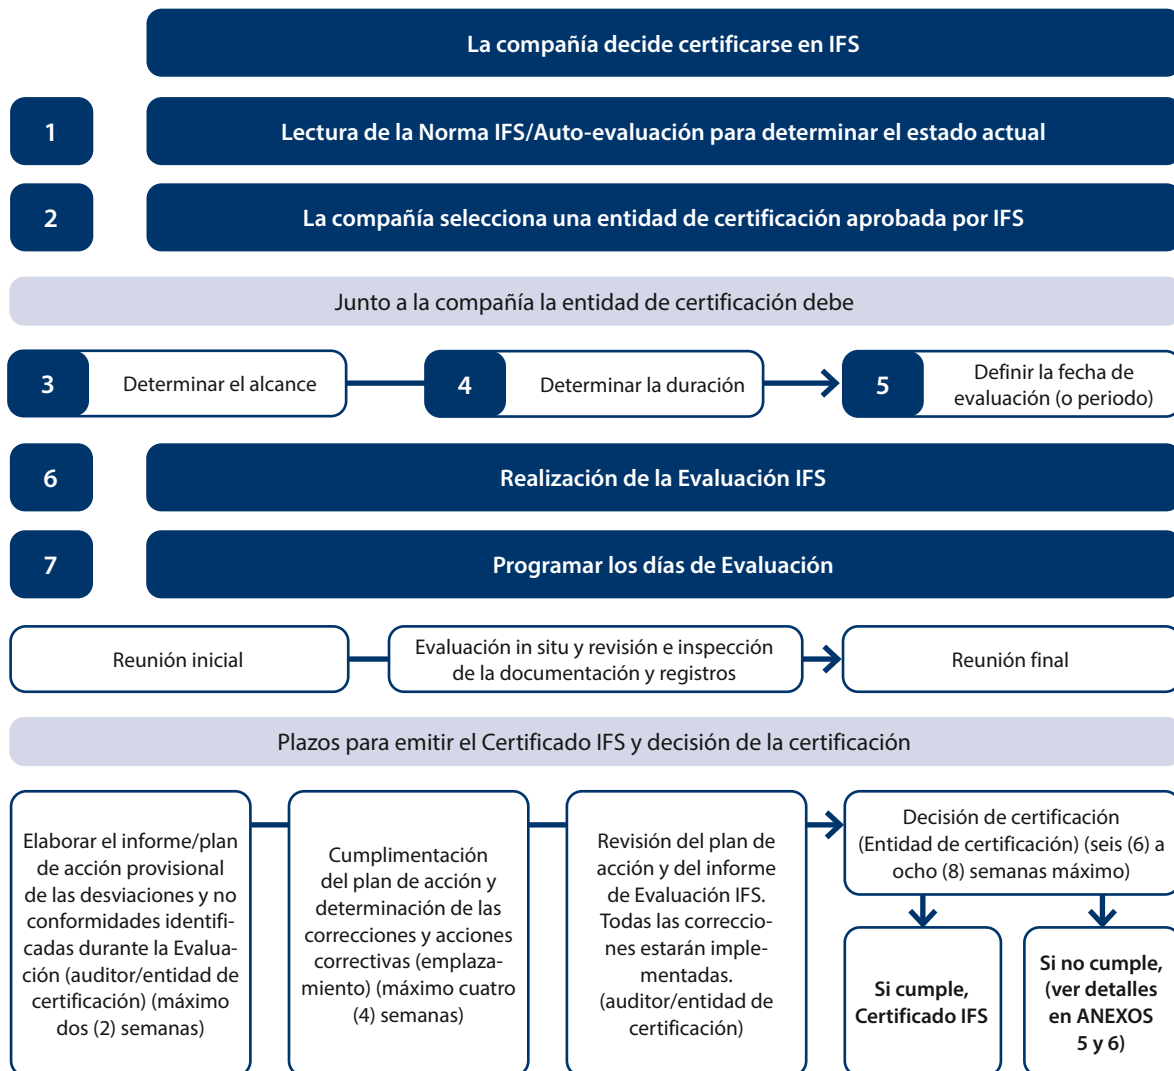 La compañía decide certificarse en IFS
1
Lectura de la Norma IFS/Auto-evaluación para determinar el estado actual
2
La compañía selecciona una entidad de certificación aprobada por IFS
Junto a la compañía la entidad de certificación debe
3
Determinar el alcance
4
Determinar la duración
5
Definir la fecha de
evaluación (o periodo)
6
Realización de la Evaluación IFS
7
Programar los días de Evaluación
Reunión inicial
Evaluación in situ y revisión e inspección
de la documentación y registros
Reunión final
Plazos para emitir el Certificado IFS y decisión de la certificación
Elaborar el informe/plan
de acción provisional
de las desviaciones y no
conformidades identifi-
cadas durante la Evalua-
ción (auditor/entidad de
certificación) (máximo
dos (2) semanas)
Cumplimentación
del plan de acción y
determinación de las
correcciones y acciones
correctivas (emplaza-
miento) (máximo cuatro
(4) semanas)
Revisión del plan de
acción y del informe
de Evaluación IFS.
Todas las correccio-
nes estarán imple-
mentadas.
(auditor/entidad de
certificación)
Decisión de certificación
(Entidad de certificación) (seis (6) a
ocho (8) semanas máximo)
Si cumple,
Certificado IFS
Si no cumple,
(ver detalles
en ANEXOS
5 y 6)